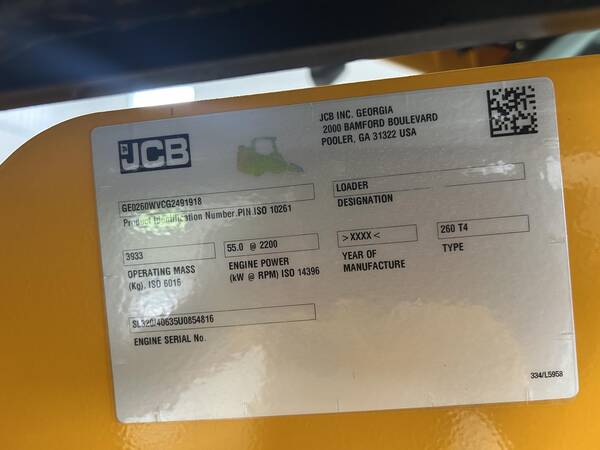 JCB
JCB INC. GEORGIA
2000 BAMFORD BOULEVARD
POOLER, GA 31322 USA
GE0260WVCG2491918
Product Identification Number.PIN ISO 10261
LOADER
DESIGNATION
3933
OPERATING MASS
(Kg). ISO 6016
55.0 @ 2200
ENGINE POWER
(kW @ RPM) ISO 14396
>XXXX<
YEAR OF
MANUFACTURE
260 T4
TYPE
SL320/40635U0854816
ENGINE SERIAL No.
334/L5958